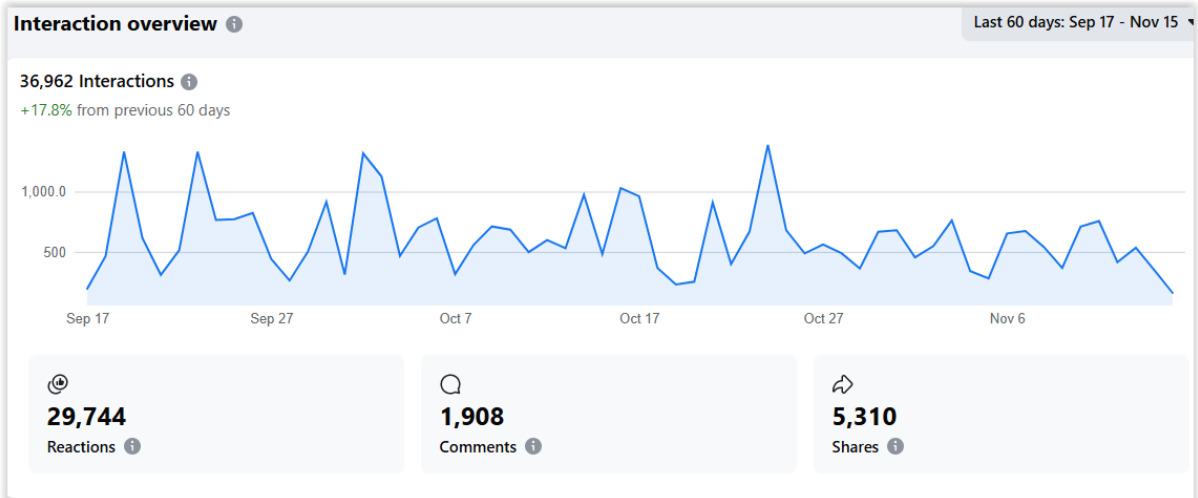 Interaction overview
Last 60 days: Sep 17 - Nov 15
36,962 Interactions
+17.8% from previous 60 days
1,000.0
500
Sep 17 Sep 27 Oct 7 Oct 17 Oct 27 Nov 6
29,744
Reactions
1,908
Comments
5,310
Shares